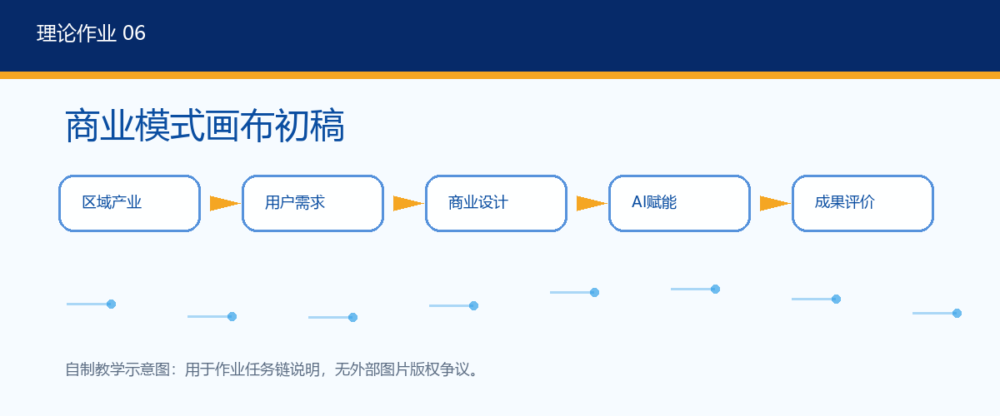 理论作业 06
商业模式画布初稿
区域产业
用户需求
商业设计
AI赋能
成果评价
自制教学示意图：用于作业任务链说明，无外部图片版权争议。